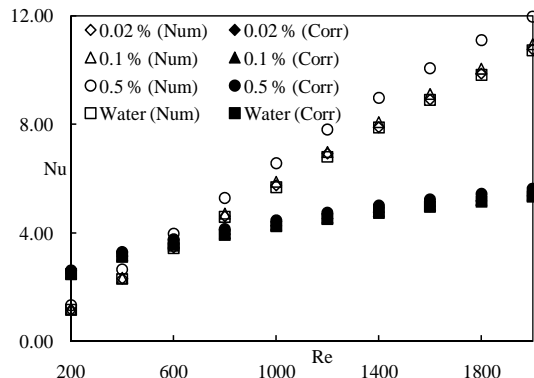 12.00
0.02 % (Num) 0.02 % (Corr)
0.1 % (Num) 0.1 % (Corr)
0.5 % (Num) 0.5 % (Corr)
Water (Num) Water (Corr)
8.00
Nu
4.00
0.00
Re
200 600 1000 1400 1800